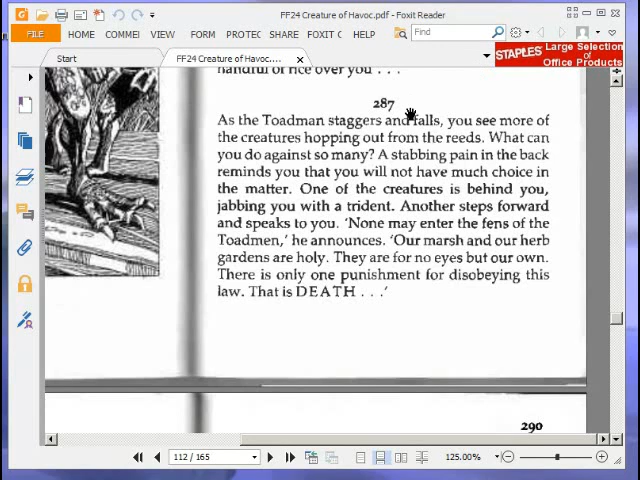 FF24 Creature of Havoc.pdf - Foxit Reader
FILE HOME COMMEI VIEW FORM PROTEC SHARE FOXIT C HELP Find
Start FF24 Creature of Havoc.... ×
STAPLES Large Selection of Office Products
handful of rice over you . . .
287
As the Toadman staggers and falls, you see more of
the creatures hopping out from the reeds. What can
you do against so many? A stabbing pain in the back
reminds you that you will not have much choice in
the matter. One of the creatures is behind you,
jabbing you with a trident. Another steps forward
and speaks to you. 'None may enter the fens of the
Toadmen,' he announces. 'Our marsh and our herb
gardens are holy. They are for no eyes but our own.
There is only one punishment for disobeying this
law. That is DEATH . . .'
290
112 / 165 125.00%